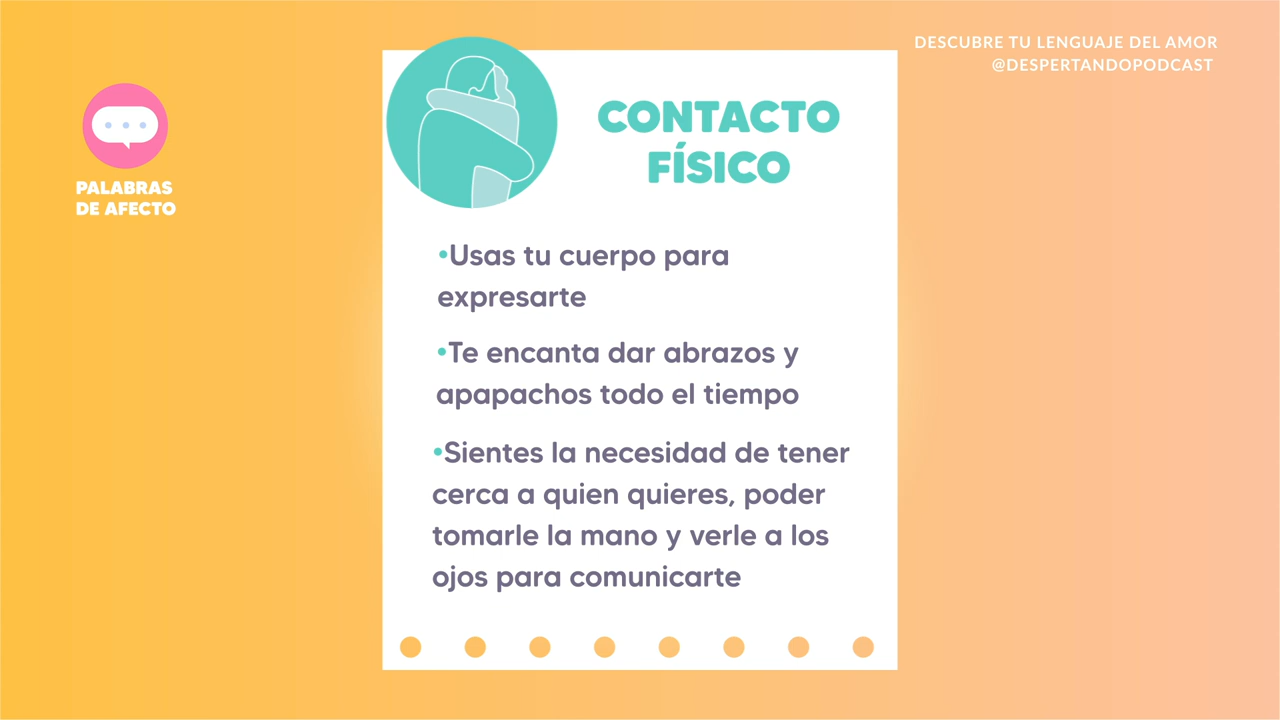 DESCUBRE TU LENGUAJE DEL AMOR
@DESPERTANDOPODCAST
PALABRAS
DE AFECTO
CONTACTO
FÍSICO
•Usas tu cuerpo para
expresarte
•Te encanta dar abrazos y
apapachos todo el tiempo
•Sientes la necesidad de tener
cerca a quien quieres, poder
tomarle la mano y verle a los
ojos para comunicarte